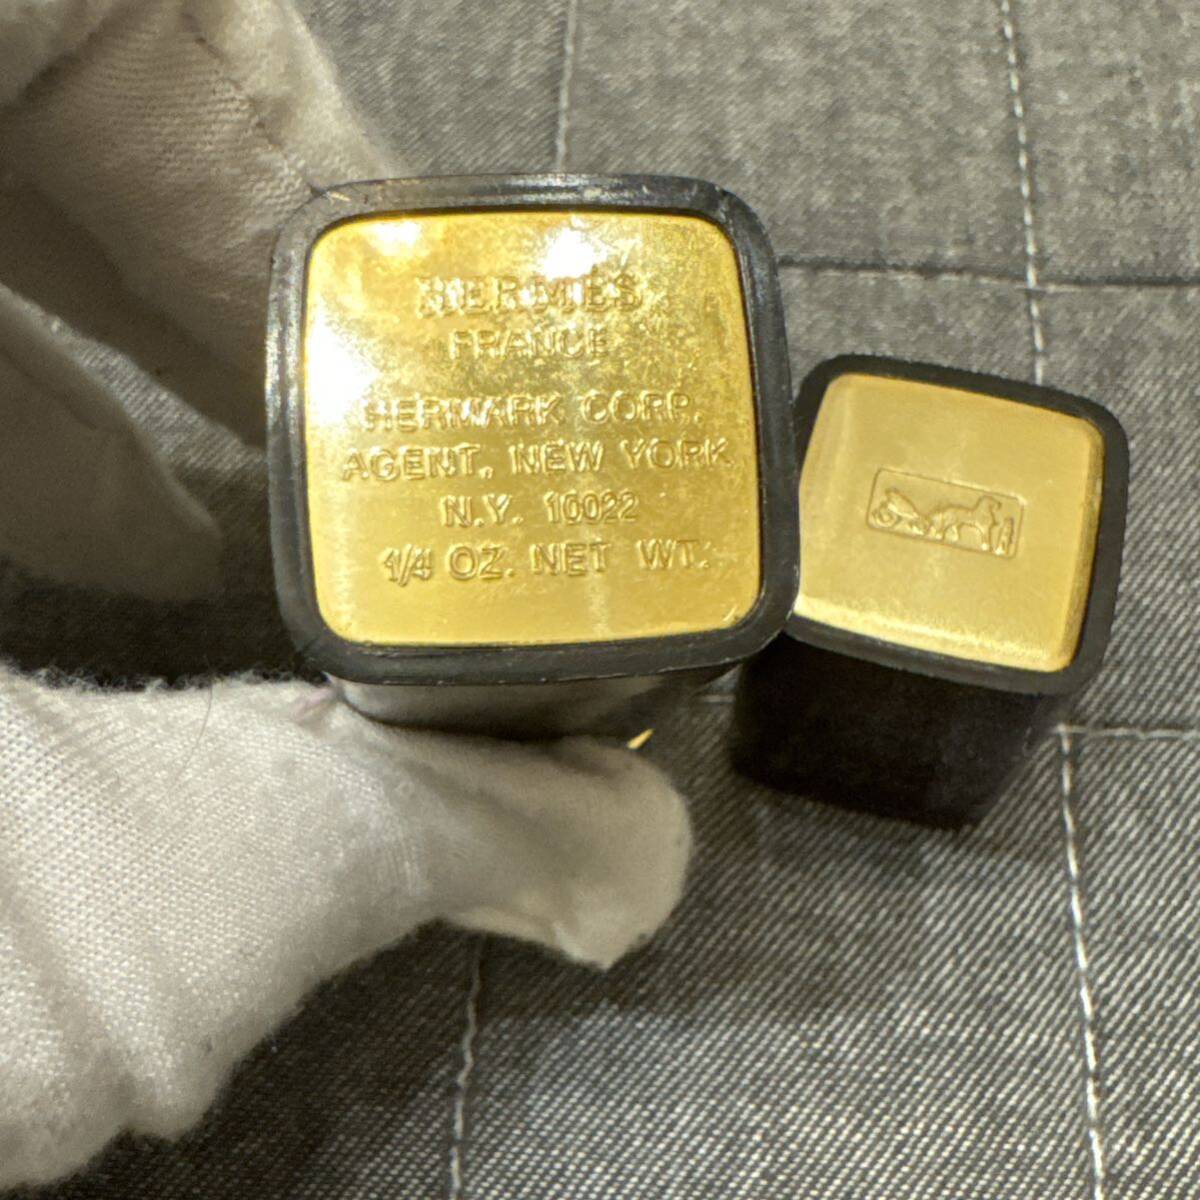 HERMES
FRANCE
HERMARK CORP.
AGENT, NEW YORK
N.Y. 10022
1/4 OZ. NET WT.